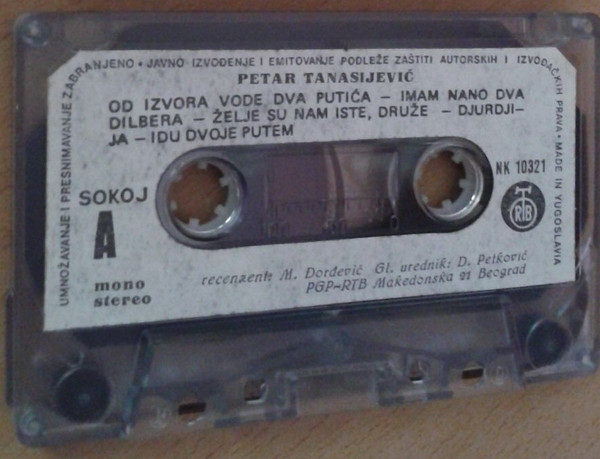 UMNOŽAVANJE I PRESNIMAVANJE ZABRANJENO • JAVNO IZVOĐENJE I EMITOVANJE PODLEŽE ZAŠTITI AUTORSKIH I IZVOĐAČKIH PRAVA • MADE IN YUGOSLAVIA
PETAR TANASIJEVIĆ
OD IZVORA VODE DVA PUTIĆA – IMAM NANO DVA
DILBERA – ŽELJE SU NAM ISTE, DRUŽE – DJURDJI-
JA – IDU DVOJE PUTEM
NK 10321
SOKOJ
A
RTB
mono
stereo
recenzenti: M. Đorđević Gl. urednik: D. Petković
PGP-RTB Makedonska 21 Beograd